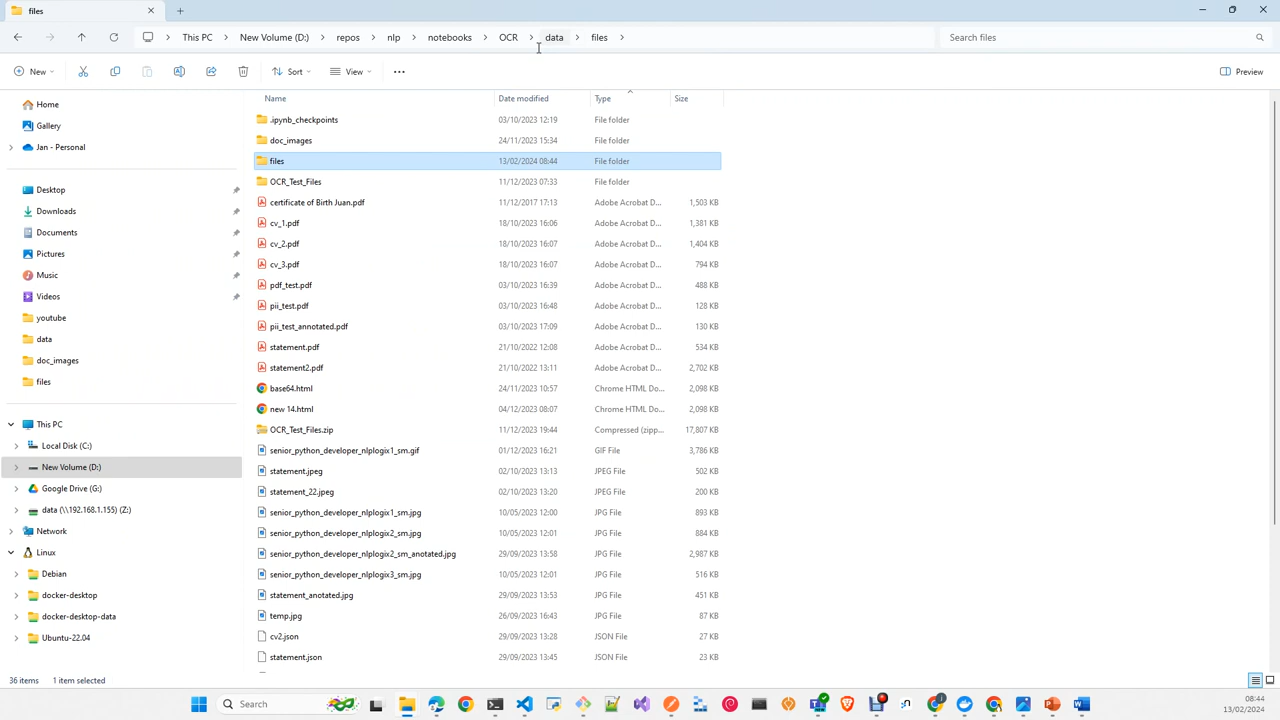 files
This PC > New Volume (D:) > repos > nlp > notebooks > OCR > data > files >
Search files
New
Sort
View
Preview
Name Date modified Type Size
.ipynb_checkpoints 03/10/2023 12:19 File folder
doc_images 24/11/2023 15:34 File folder
files 13/02/2024 08:44 File folder
OCR_Test_Files 11/12/2023 07:33 File folder
certificate of Birth Juan.pdf 11/12/2017 17:13 Adobe Acrobat D... 1,503 KB
cv_1.pdf 18/10/2023 16:06 Adobe Acrobat D... 1,381 KB
cv_2.pdf 18/10/2023 16:07 Adobe Acrobat D... 1,404 KB
cv_3.pdf 18/10/2023 16:07 Adobe Acrobat D... 794 KB
pdf_test.pdf 03/10/2023 16:39 Adobe Acrobat D... 488 KB
pii_test.pdf 03/10/2023 16:48 Adobe Acrobat D... 128 KB
pii_test_annotated.pdf 03/10/2023 17:09 Adobe Acrobat D... 130 KB
statement.pdf 21/10/2022 12:08 Adobe Acrobat D... 534 KB
statement2.pdf 21/10/2022 13:11 Adobe Acrobat D... 2,702 KB
base64.html 24/11/2023 10:57 Chrome HTML Do... 2,098 KB
new 14.html 04/12/2023 08:07 Chrome HTML Do... 2,098 KB
OCR_Test_Files.zip 11/12/2023 19:44 Compressed (zipp... 17,807 KB
senior_python_developer_nlplogix1_sm.gif 01/12/2023 16:21 GIF File 3,786 KB
statement.jpeg 02/10/2023 13:13 JPEG File 502 KB
statement_22.jpeg 02/10/2023 13:20 JPEG File 200 KB
senior_python_developer_nlplogix1_sm.jpg 10/05/2023 12:00 JPG File 893 KB
senior_python_developer_nlplogix2_sm.jpg 10/05/2023 12:01 JPG File 884 KB
senior_python_developer_nlplogix2_sm_anotated.jpg 29/09/2023 13:58 JPG File 2,987 KB
senior_python_developer_nlplogix3_sm.jpg 10/05/2023 12:01 JPG File 516 KB
statement_anotated.jpg 29/09/2023 13:53 JPG File 451 KB
temp.jpg 26/09/2023 16:43 JPG File 87 KB
cv2.json 29/09/2023 13:28 JSON File 27 KB
statement.json 29/09/2023 13:45 JSON File 23 KB
Home
Gallery
Jan - Personal
Desktop
Downloads
Documents
Pictures
Music
Videos
youtube
data
doc_images
files
This PC
Local Disk (C:)
New Volume (D:)
Google Drive (G:)
data (\\192.168.1.155) (Z:)
Network
Linux
Debian
docker-desktop
docker-desktop-data
Ubuntu-22.04
36 items 1 item selected
Search
08:44
13/02/2024